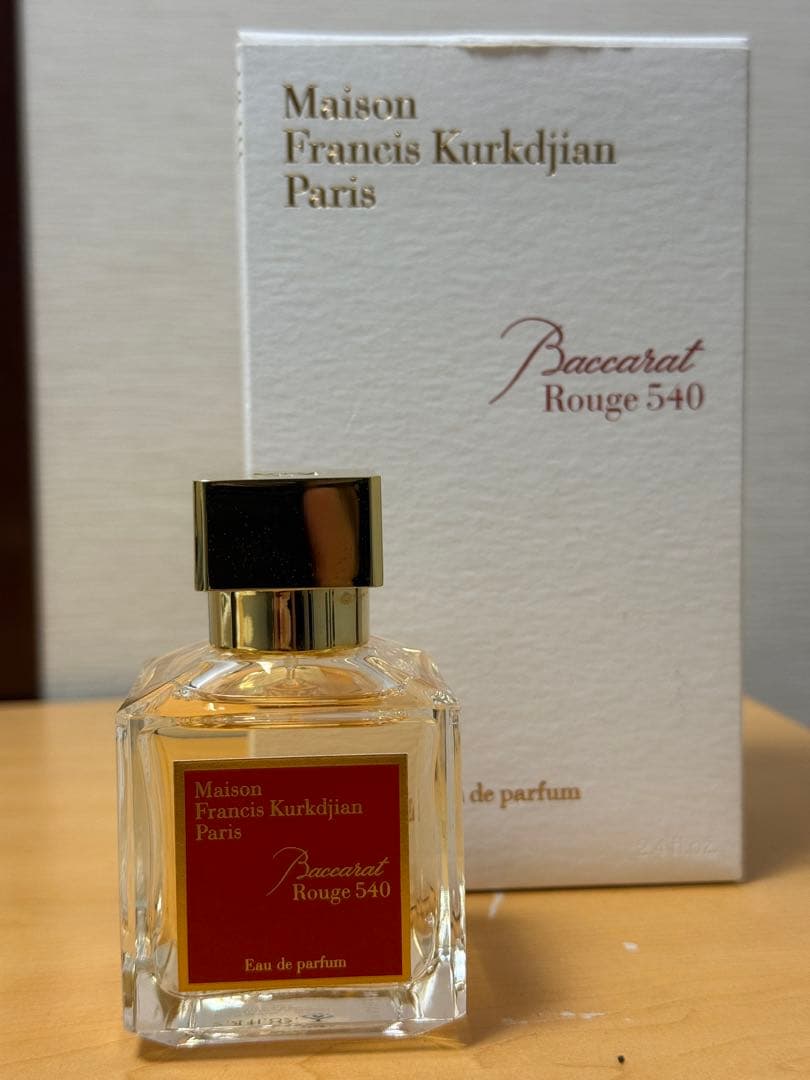 Maison
Francis Kurkdjian
Paris
Baccarat
Rouge 540
de parfum
Maison
Francis Kurkdjian
Paris
Baccarat
Rouge 540
Eau de parfum